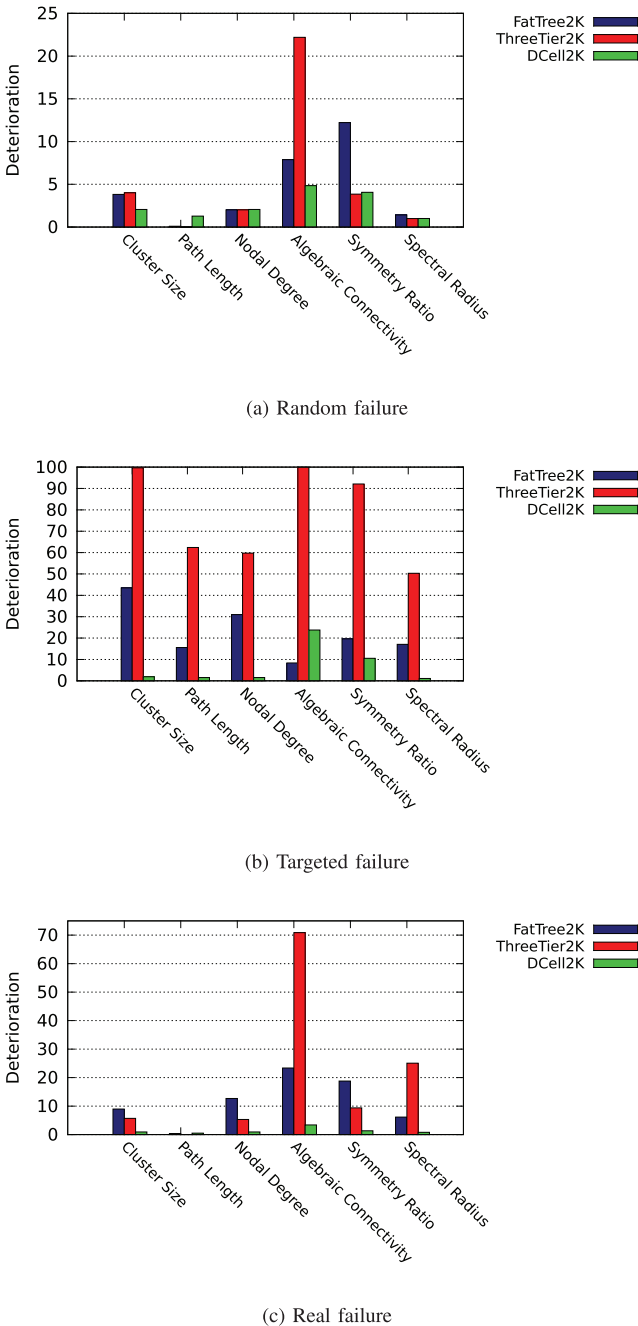 25
20
15
10
5
0
Deterioration
Cluster Size
Path Length
Nodal Degree
Algebraic Connectivity
Symmetry Ratio
Spectral Radius
FatTree2K
ThreeTier2K
DCell2K
(a) Random failure
100
90
80
70
60
50
40
30
20
10
0
Deterioration
Cluster Size
Path Length
Nodal Degree
Algebraic Connectivity
Symmetry Ratio
Spectral Radius
FatTree2K
ThreeTier2K
DCell2K
(b) Targeted failure
70
60
50
40
30
20
10
0
Deterioration
Cluster Size
Path Length
Nodal Degree
Algebraic Connectivity
Symmetry Ratio
Spectral Radius
FatTree2K
ThreeTier2K
DCell2K
(c) Real failure